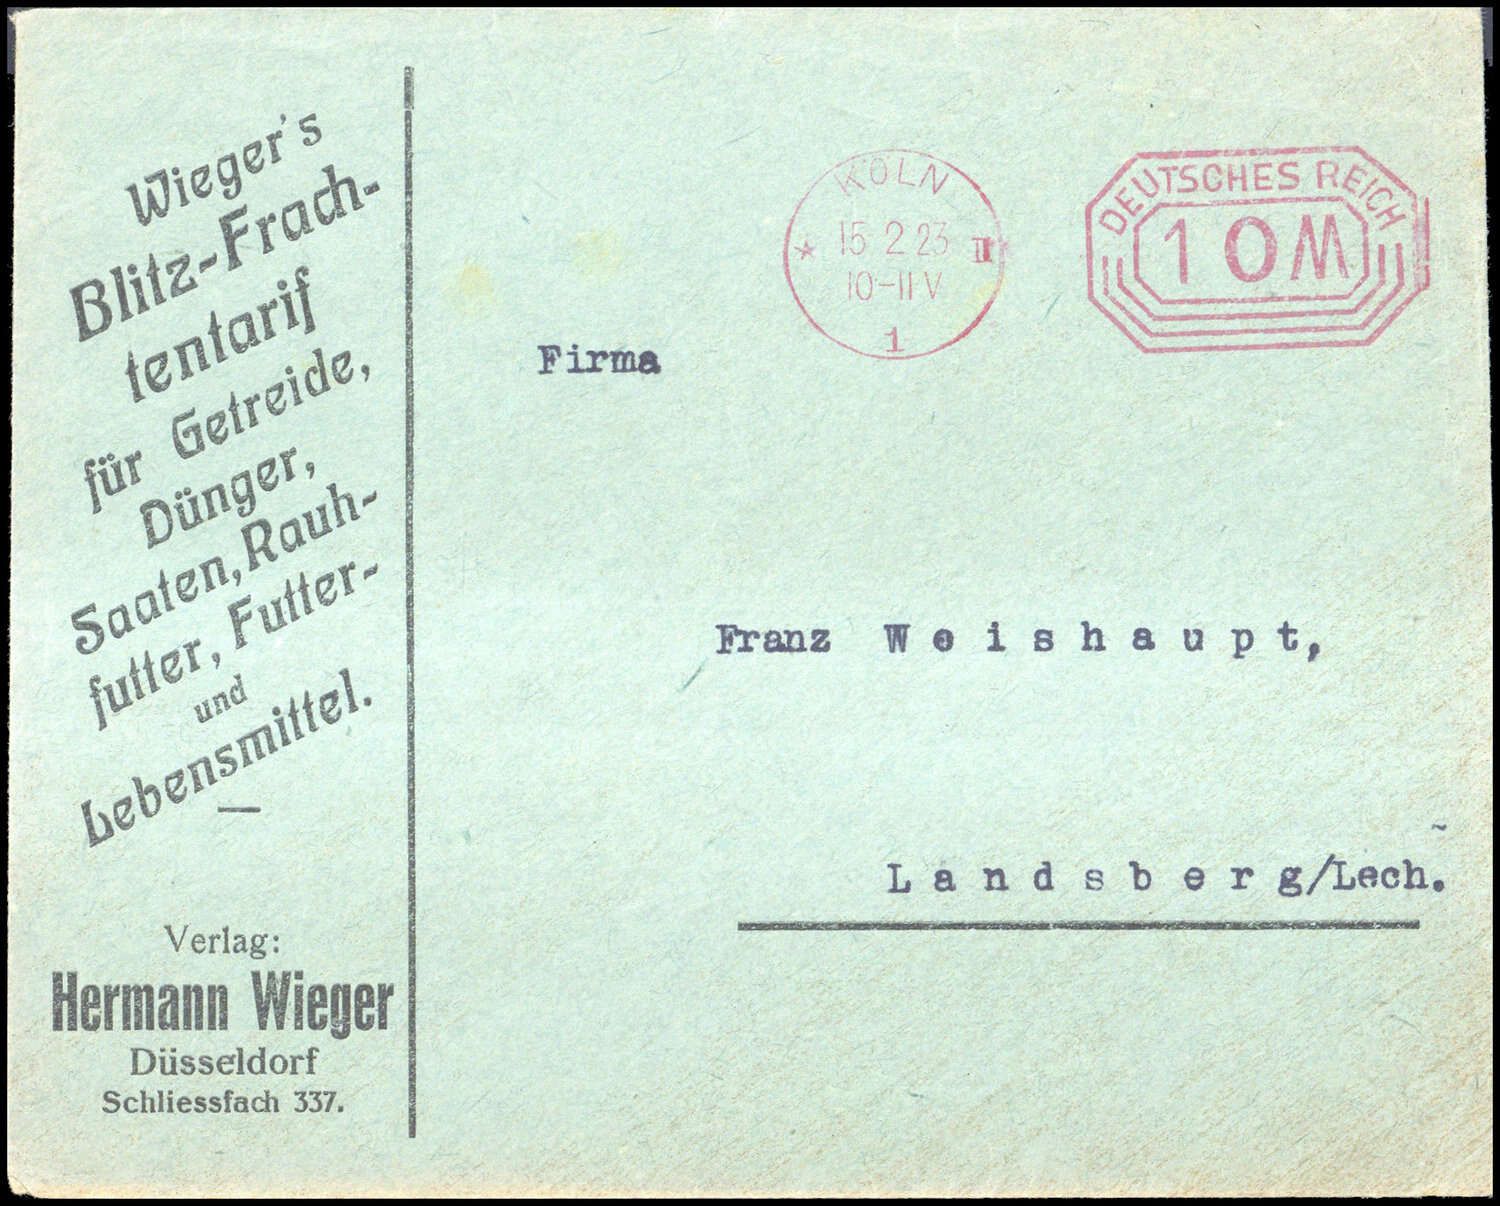 Wieger's
Blitz-Frach-
tentarif
für Getreide,
Dünger,
Saaten, Rauh-
futter, Futter-
und
Lebensmittel.
Verlag:
Hermann Wieger
Düsseldorf
Schliessfach 337.
KÖLN
* 15 2 23 II
10-11 V
1
DEUTSCHES REICH
10 M
Firma
Franz Weishaupt,
Landsberg/Lech.